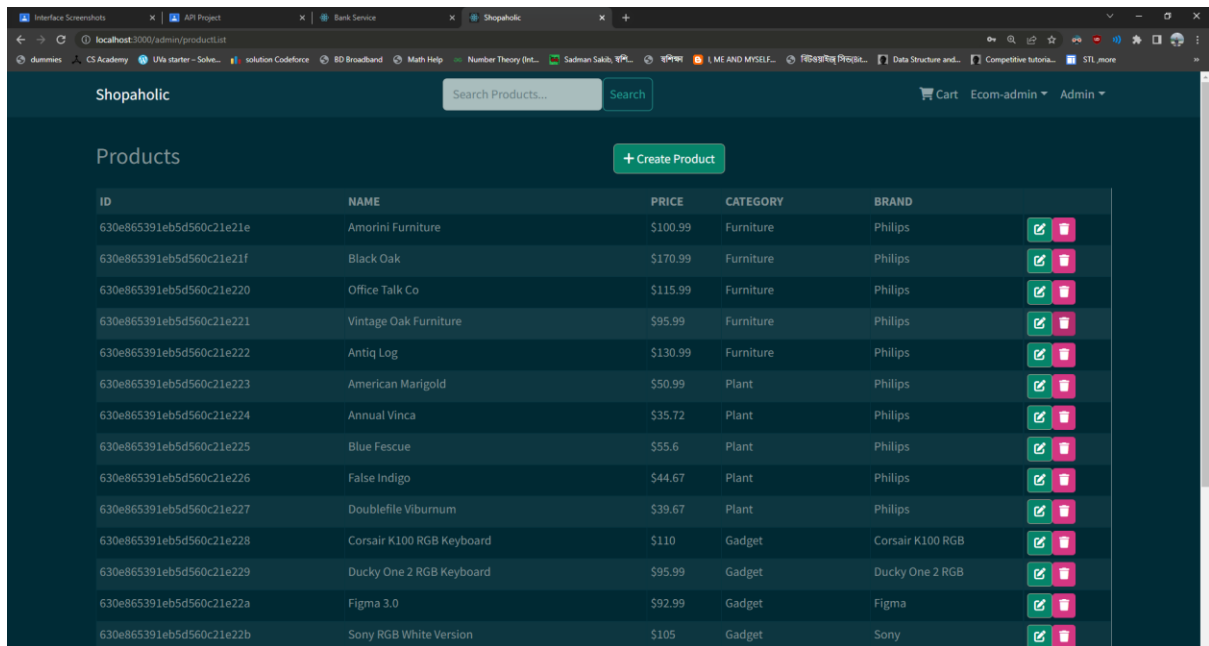 Interface Screenshots API Project Bank Service Shopaholic
localhost:3000/admin/productList
dummies CS Academy UVa starter – Solve... solution Codeforce BD Broadband Math Help Number Theory (Int... Sadman Sakib, I, ME AND MYSELF... Data Structure and... Competitive tutoria... STL ,more »
Shopaholic Search Products... Search Cart Ecom-admin Admin
Products + Create Product
ID NAME PRICE CATEGORY BRAND
630e865391eb5d560c21e21e Amorini Furniture $100.99 Furniture Philips
630e865391eb5d560c21e21f Black Oak $170.99 Furniture Philips
630e865391eb5d560c21e220 Office Talk Co $115.99 Furniture Philips
630e865391eb5d560c21e221 Vintage Oak Furniture $95.99 Furniture Philips
630e865391eb5d560c21e222 Antiq Log $130.99 Furniture Philips
630e865391eb5d560c21e223 American Marigold $50.99 Plant Philips
630e865391eb5d560c21e224 Annual Vinca $35.72 Plant Philips
630e865391eb5d560c21e225 Blue Fescue $55.6 Plant Philips
630e865391eb5d560c21e226 False Indigo $44.67 Plant Philips
630e865391eb5d560c21e227 Doublefile Viburnum $39.67 Plant Philips
630e865391eb5d560c21e228 Corsair K100 RGB Keyboard $110 Gadget Corsair K100 RGB
630e865391eb5d560c21e229 Ducky One 2 RGB Keyboard $95.99 Gadget Ducky One 2 RGB
630e865391eb5d560c21e22a Figma 3.0 $92.99 Gadget Figma
630e865391eb5d560c21e22b Sony RGB White Version $105 Gadget Sony